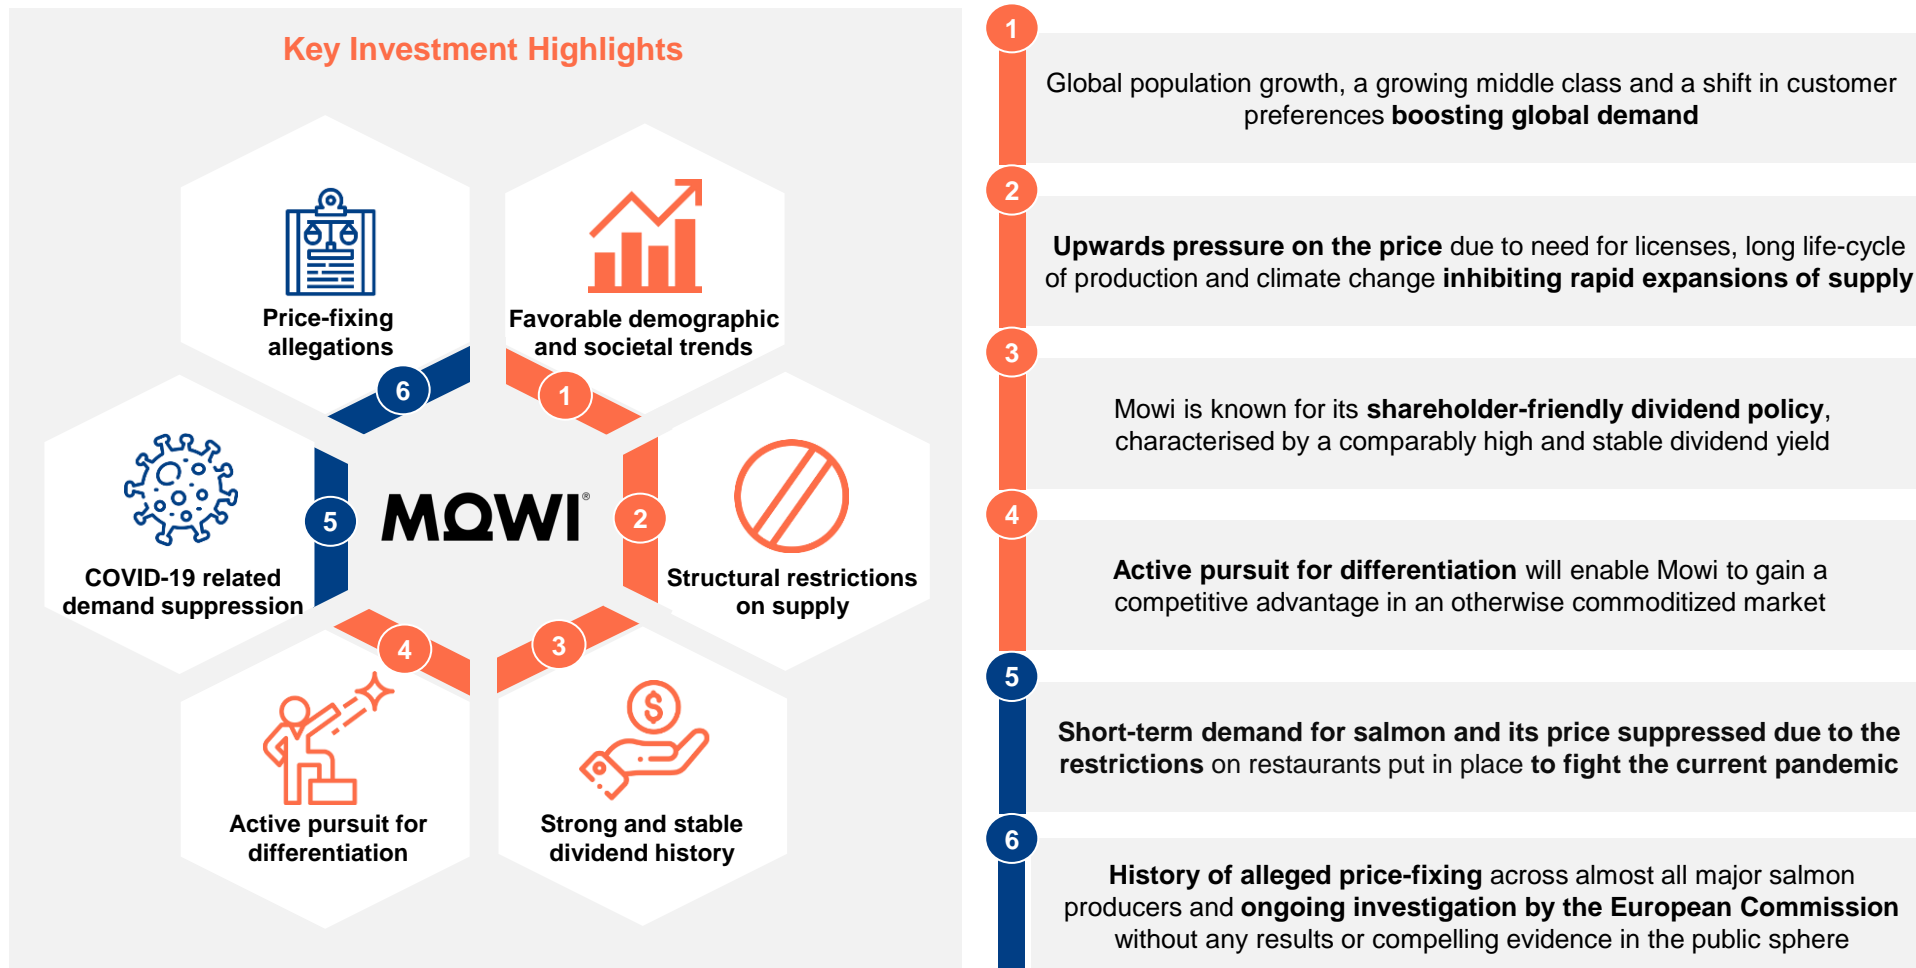 Key Investment Highlights
Price-fixing
allegations
Favorable demographic
and societal trends
6
1
COVID-19 related
demand suppression
5
MOWI®
2
Structural restrictions
on supply
4
3
Active pursuit for
differentiation
$
Strong and stable
dividend history
1
Global population growth, a growing middle class and a shift in customer
preferences boosting global demand
2
Upwards pressure on the price due to need for licenses, long life-cycle
of production and climate change inhibiting rapid expansions of supply
3
Mowi is known for its shareholder-friendly dividend policy,
characterised by a comparably high and stable dividend yield
4
Active pursuit for differentiation will enable Mowi to gain a
competitive advantage in an otherwise commoditized market
5
Short-term demand for salmon and its price suppressed due to the
restrictions on restaurants put in place to fight the current pandemic
6
History of alleged price-fixing across almost all major salmon
producers and ongoing investigation by the European Commission
without any results or compelling evidence in the public sphere